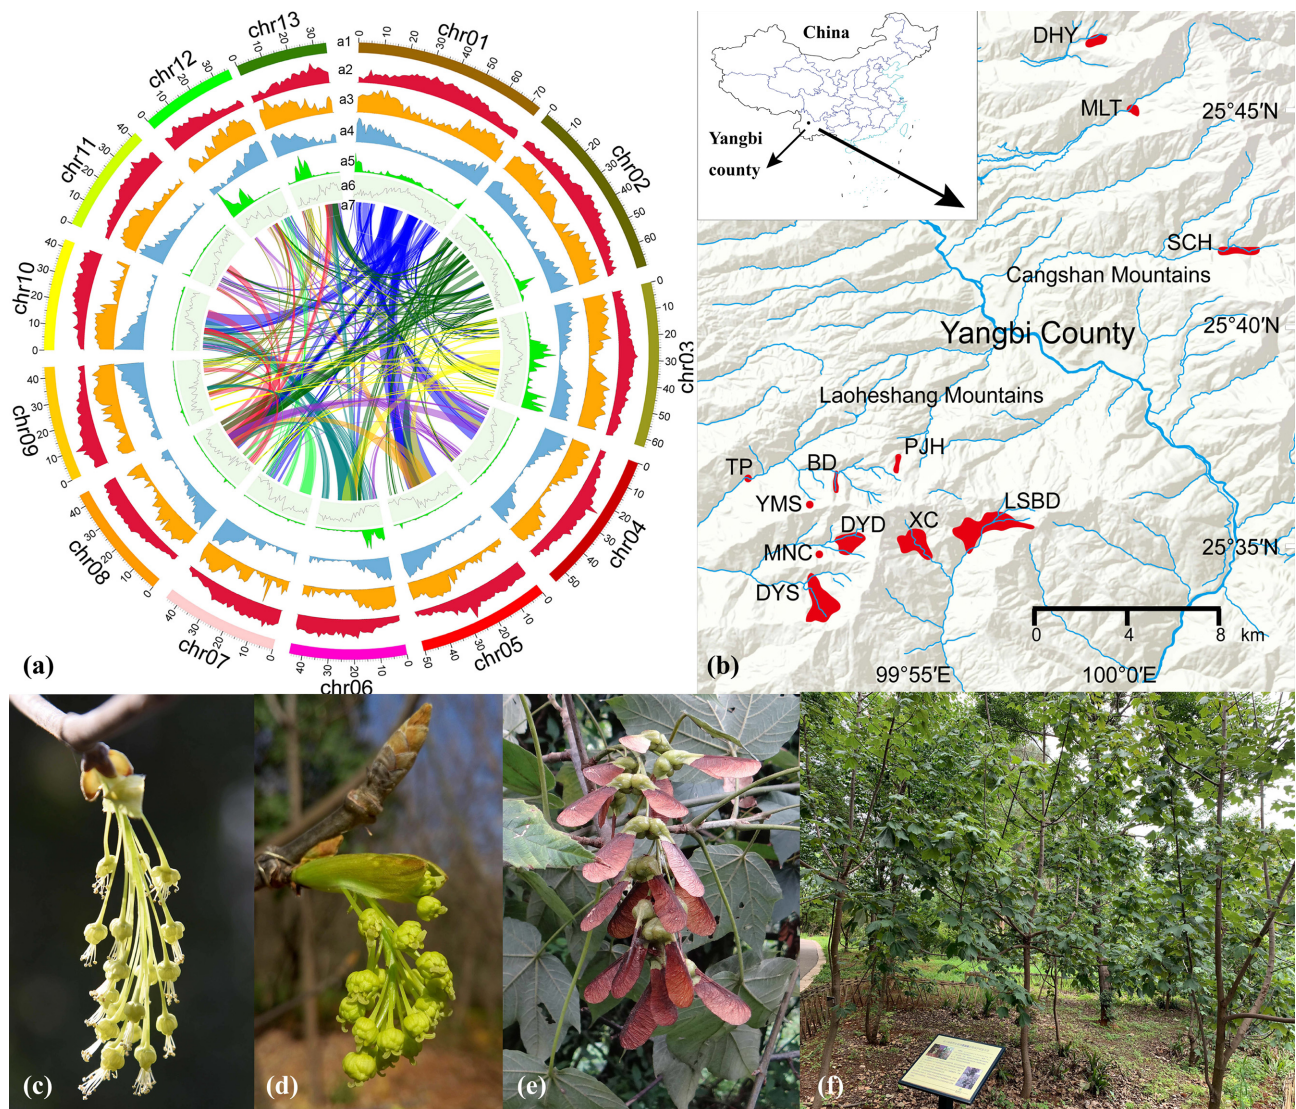 chr13
chr01
chr12
chr02
chr11
chr10
chr03
chr09
chr04
chr08
chr05
chr07
chr06
a1
a2
a3
a4
a5
a6
a7
(a)
China
Yangbi
county
DHY
MLT
25°45′N
SCH
Cangshan Mountains
25°40′N
Yangbi County
Laoheshang Mountains
PJH
BD
TP
YMS
LSBD
XC
DYD
MNC
25°35′N
DYS
0 4 8 km
99°55′E 100°0′E
(b)
(c)
(d)
(e)
(f)